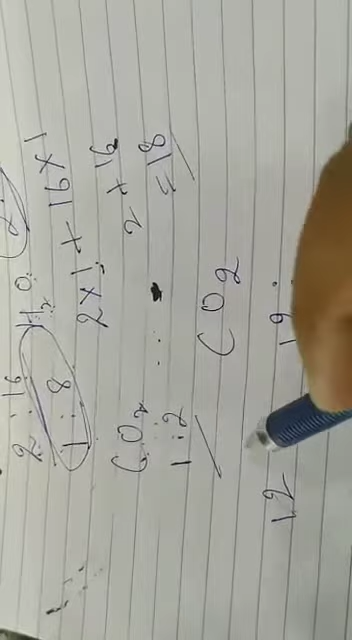 2 : 16
H₂O
1 : 8
2×1 + 16×1
2 + 16
= 18
CO₂
1 : 2
CO₂
12